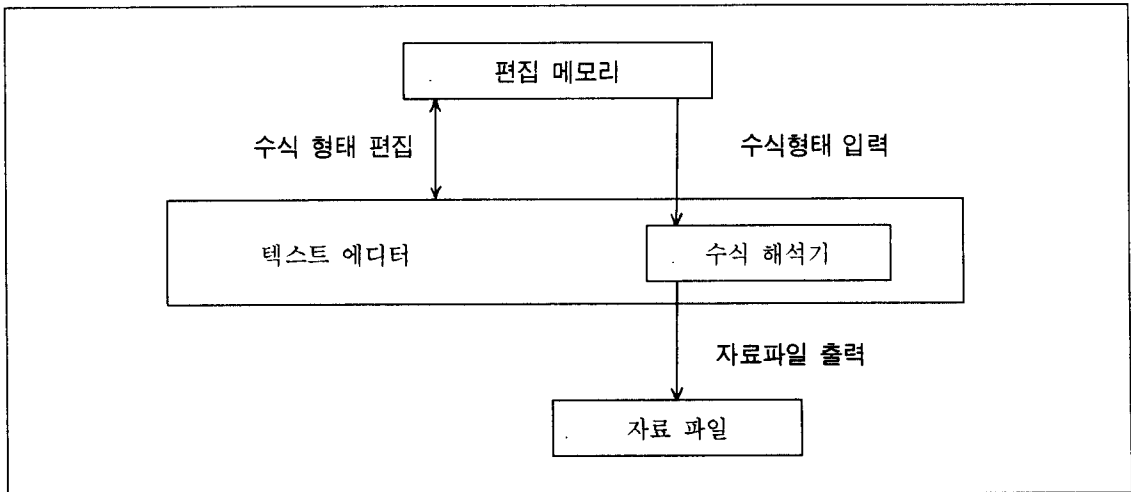 편집 메모리
수식 형태 편집
수식형태 입력
텍스트 에디터
수식 해석기
자료파일 출력
자료 파일